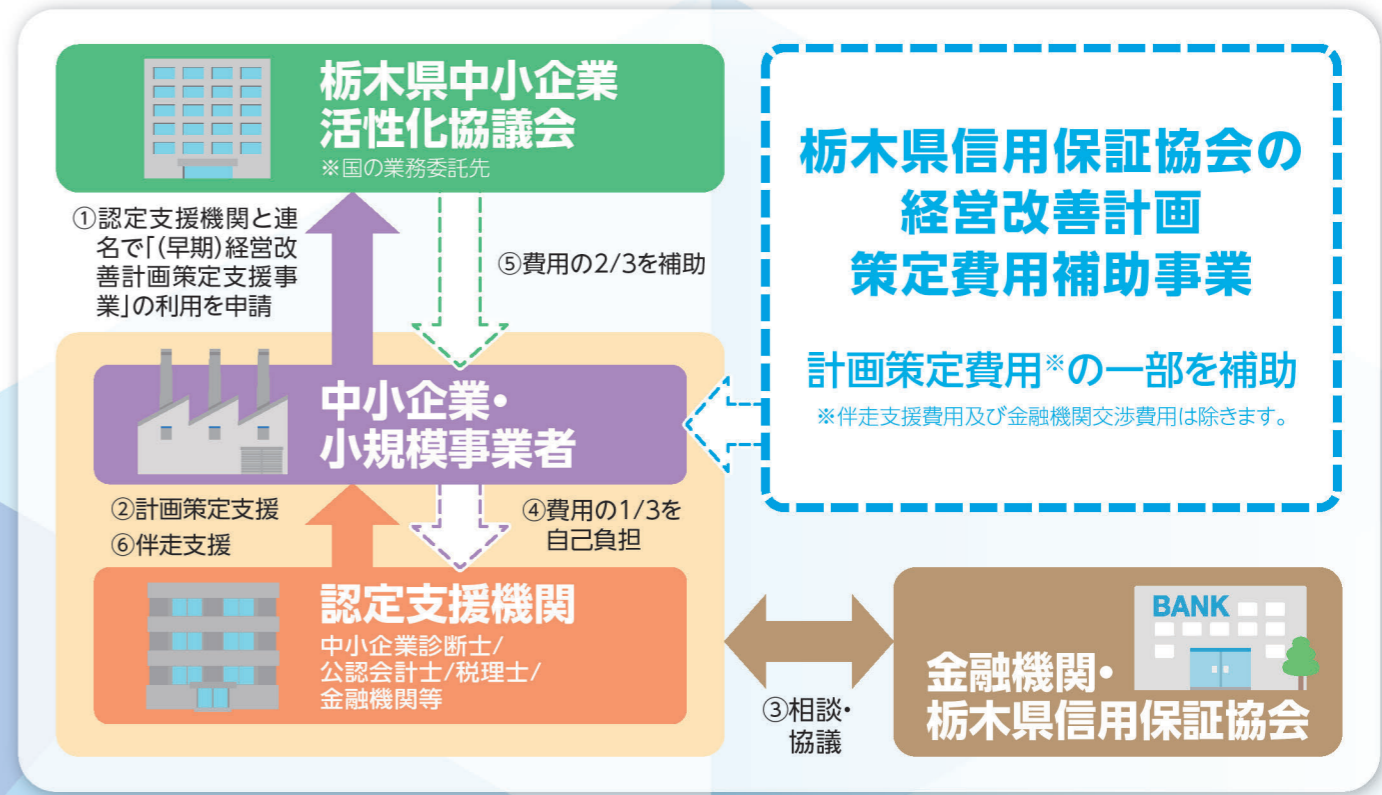 栃木県中小企業
活性化協議会
※国の業務委託先
①認定支援機関と連
名で「(早期)経営改
善計画策定支援事
業」の利用を申請
⑤費用の2/3を補助
栃木県信用保証協会の
経営改善計画
策定費用補助事業
計画策定費用※の一部を補助
※伴走支援費用及び金融機関交渉費用は除きます。
中小企業・
小規模事業者
②計画策定支援
⑥伴走支援
④費用の1/3を
自己負担
認定支援機関
中小企業診断士/
公認会計士/税理士/
金融機関等
③相談・
協議
BANK
金融機関・
栃木県信用保証協会